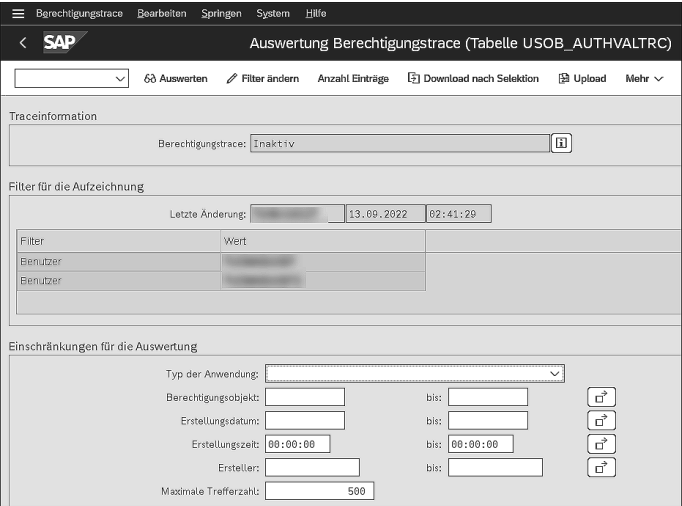 Berechtigungstrace Bearbeiten Springen System Hilfe
SAP Auswertung Berechtigungstrace (Tabelle USOB_AUTHVALTRC)
Auswerten Filter ändern Anzahl Einträge Download nach Selektion Upload Mehr
Traceinformation
Berechtigungstrace: Inaktiv
Filter für die Aufzeichnung
Letzte Änderung: 13.09.2022 02:41:29
Filter Wert
Benutzer
Benutzer
Einschränkungen für die Auswertung
Typ der Anwendung:
Berechtigungsobjekt: bis:
Erstellungsdatum: bis:
Erstellungszeit: 00:00:00 bis: 00:00:00
Ersteller: bis:
Maximale Trefferzahl: 500